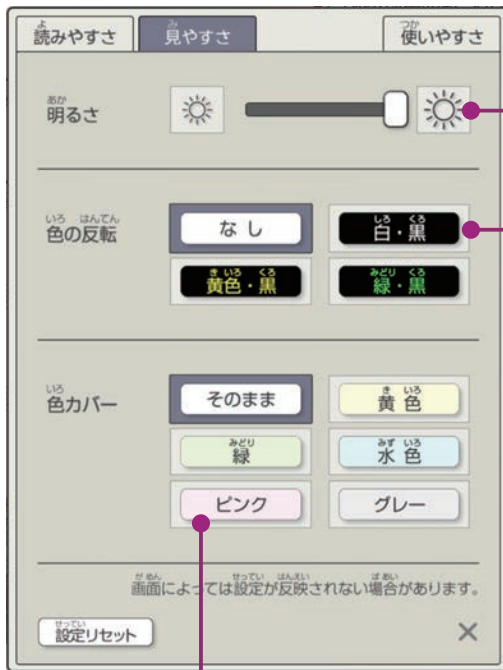 読みやすさ 見やすさ 使いやすさ
明るさ
色の反転 なし 白・黒
黄色・黒 緑・黒
色カバー そのまま 黄色
緑 水色
ピンク グレー
画面によっては設定が反映されない場合があります。
設定リセット ×